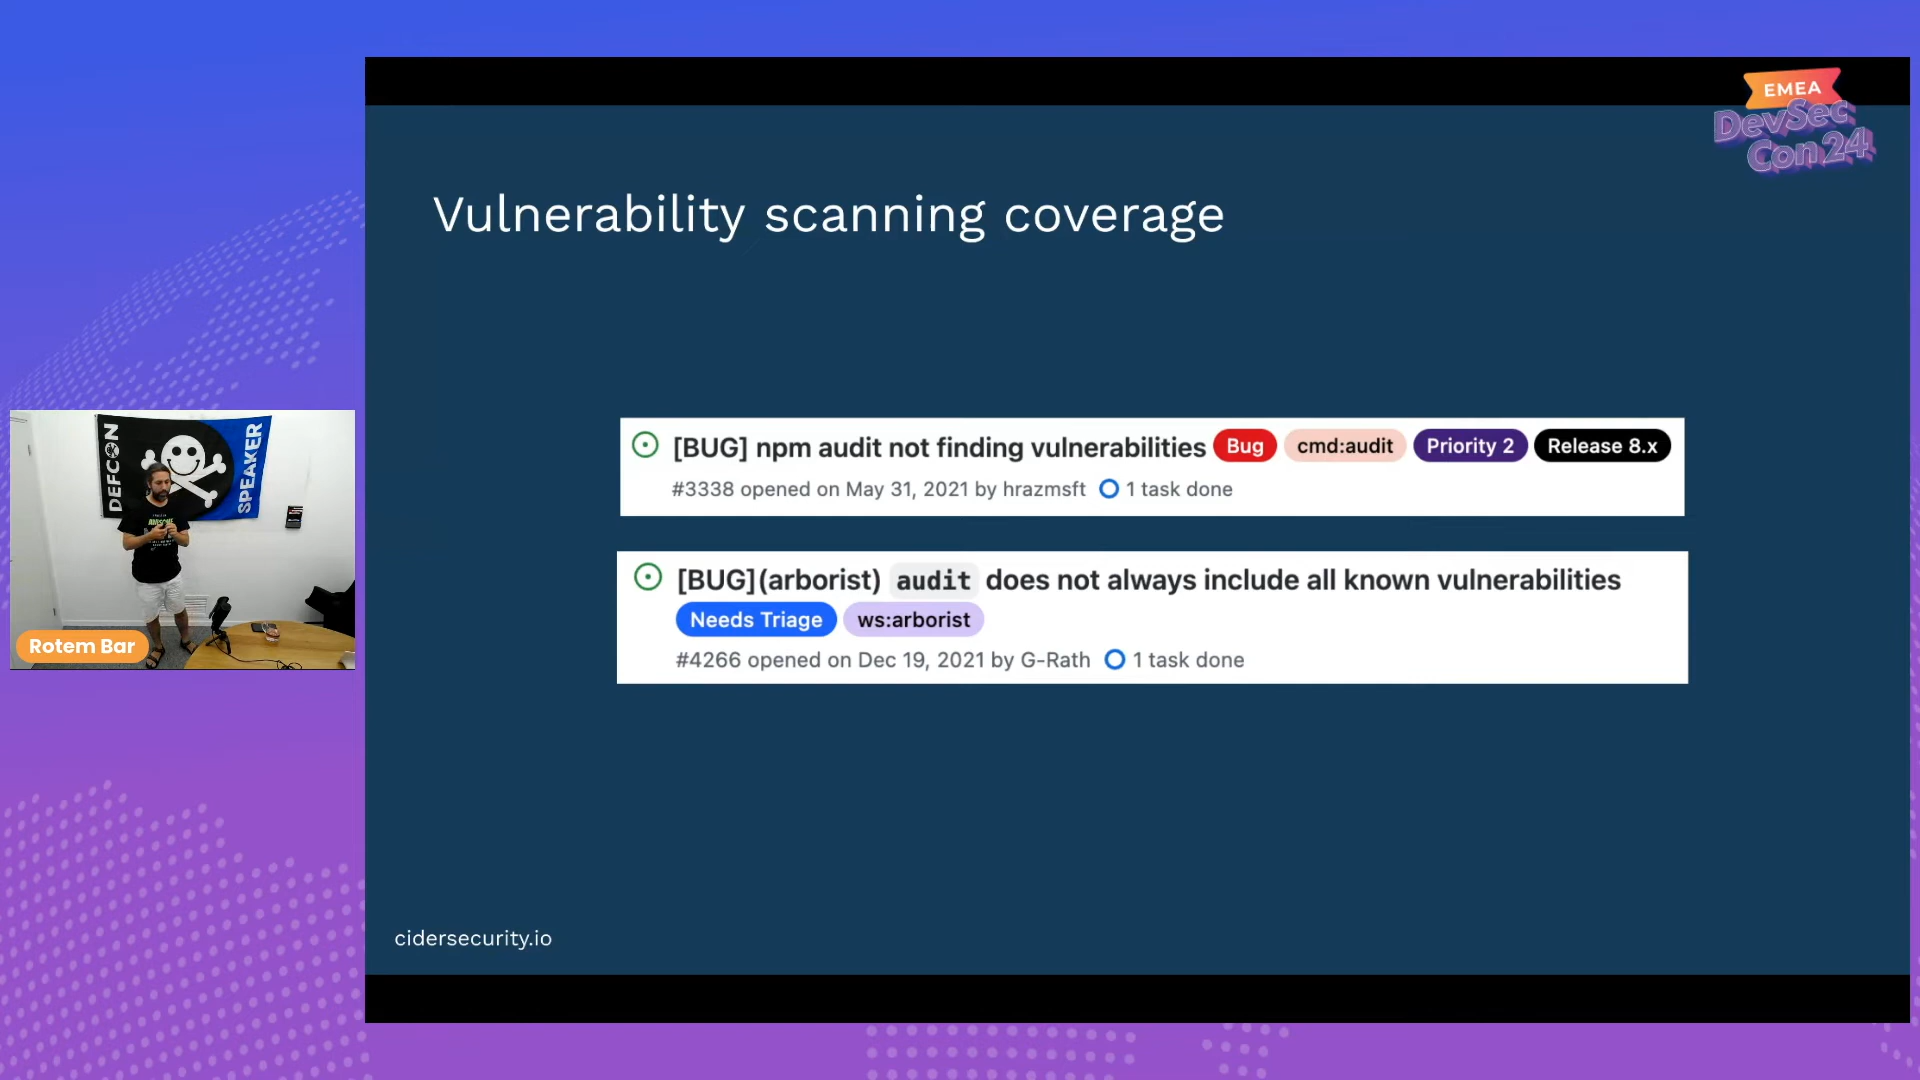 EMEA
DevSec
Con24
Vulnerability scanning coverage
[BUG] npm audit not finding vulnerabilities Bug cmd:audit Priority 2 Release 8.x
#3338 opened on May 31, 2021 by hrazmsft 1 task done
[BUG](arborist) audit does not always include all known vulnerabilities
Needs Triage ws:arborist
#4266 opened on Dec 19, 2021 by G-Rath 1 task done
DEFCON
SPEAKER
AWESOME
Rotem Bar
cidersecurity.io